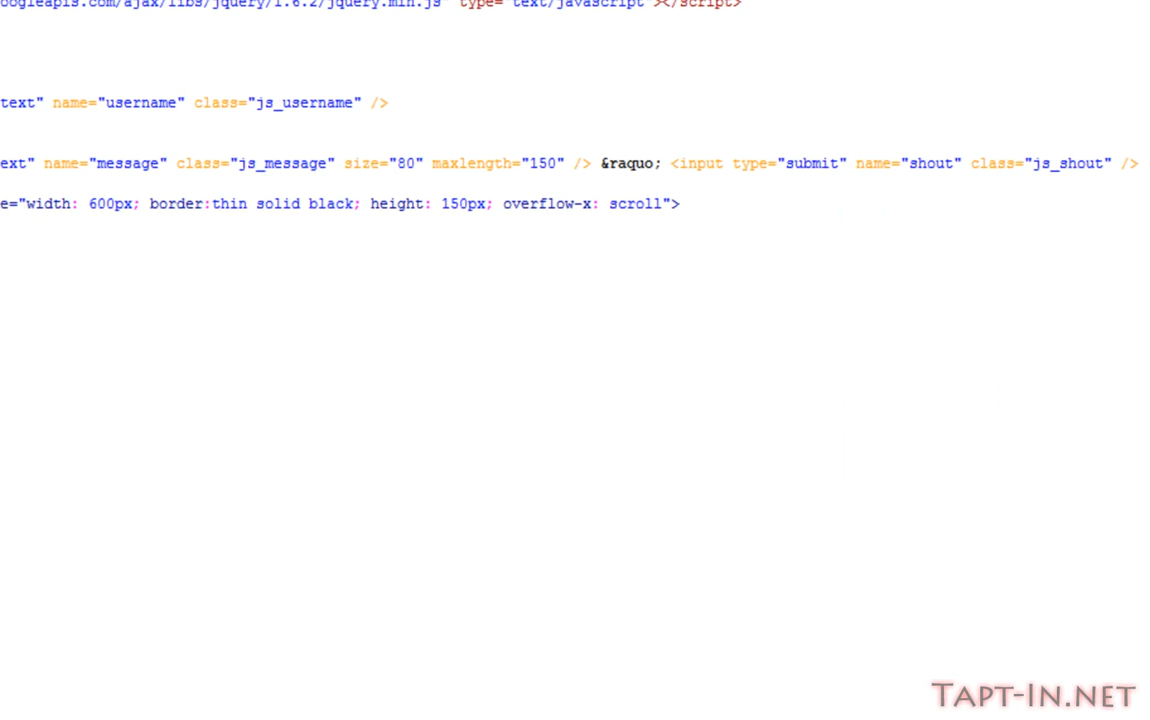 oogleapis.com/ajax/libs/jquery/1.6.2/jquery.min.js" type="text/javascript"></script>
text" name="username" class="js_username" />
ext" name="message" class="js_message" size="80" maxlength="150" /> &raquo; <input type="submit" name="shout" class="js_shout" />
e="width: 600px; border:thin solid black; height: 150px; overflow-x: scroll">
TAPT-IN.NET